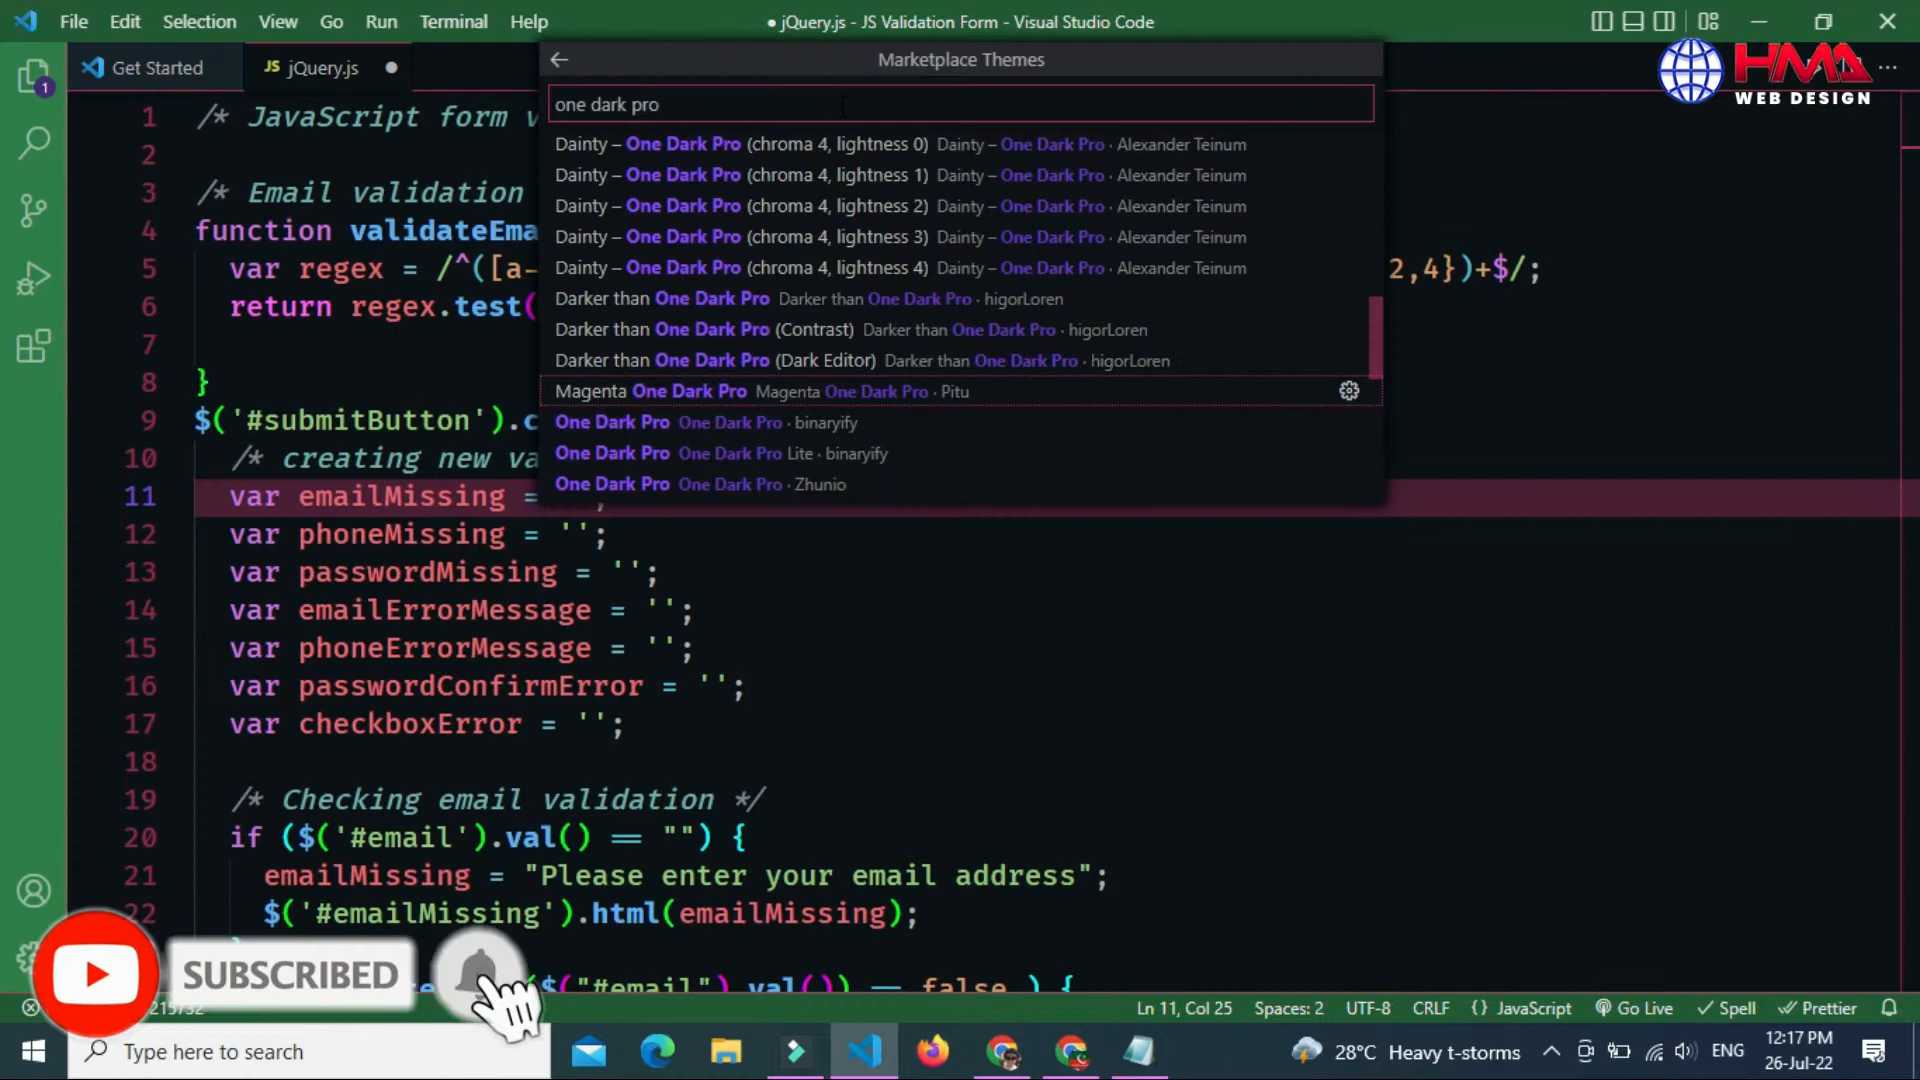 File Edit Selection View Go Run Terminal Help
● jQuery.js - JS Validation Form - Visual Studio Code
Get Started
JS jQuery.js
HMA
WEB DESIGN
Marketplace Themes
one dark pro
Dainty – One Dark Pro (chroma 4, lightness 0) Dainty – One Dark Pro · Alexander Teinum
Dainty – One Dark Pro (chroma 4, lightness 1) Dainty – One Dark Pro · Alexander Teinum
Dainty – One Dark Pro (chroma 4, lightness 2) Dainty – One Dark Pro · Alexander Teinum
Dainty – One Dark Pro (chroma 4, lightness 3) Dainty – One Dark Pro · Alexander Teinum
Dainty – One Dark Pro (chroma 4, lightness 4) Dainty – One Dark Pro · Alexander Teinum
Darker than One Dark Pro Darker than One Dark Pro · higorLoren
Darker than One Dark Pro (Contrast) Darker than One Dark Pro · higorLoren
Darker than One Dark Pro (Dark Editor) Darker than One Dark Pro · higorLoren
Magenta One Dark Pro Magenta One Dark Pro · Pitu
One Dark Pro One Dark Pro · binaryify
One Dark Pro One Dark Pro Lite · binaryify
One Dark Pro One Dark Pro · Zhunio
1 /* JavaScript form v
2
3 /* Email validation
4 function validateEma
5 var regex = /^([a- 2,4})+$/;
6 return regex.test(
7
8 }
9 $('#submitButton').c
10 /* creating new va
11 var emailMissing =
12 var phoneMissing = '';
13 var passwordMissing = '';
14 var emailErrorMessage = '';
15 var phoneErrorMessage = '';
16 var passwordConfirmError = '';
17 var checkboxError = '';
18
19 /* Checking email validation */
20 if ($('#email').val() == "") {
21 emailMissing = "Please enter your email address";
22 $('#emailMissing').html(emailMissing);
($("#email").val()) == false ) {
SUBSCRIBED
215732
Ln 11, Col 25 Spaces: 2 UTF-8 CRLF {} JavaScript Go Live ✓ Spell Prettier
Type here to search
28°C Heavy t-storms
ENG
12:17 PM
26-Jul-22
1